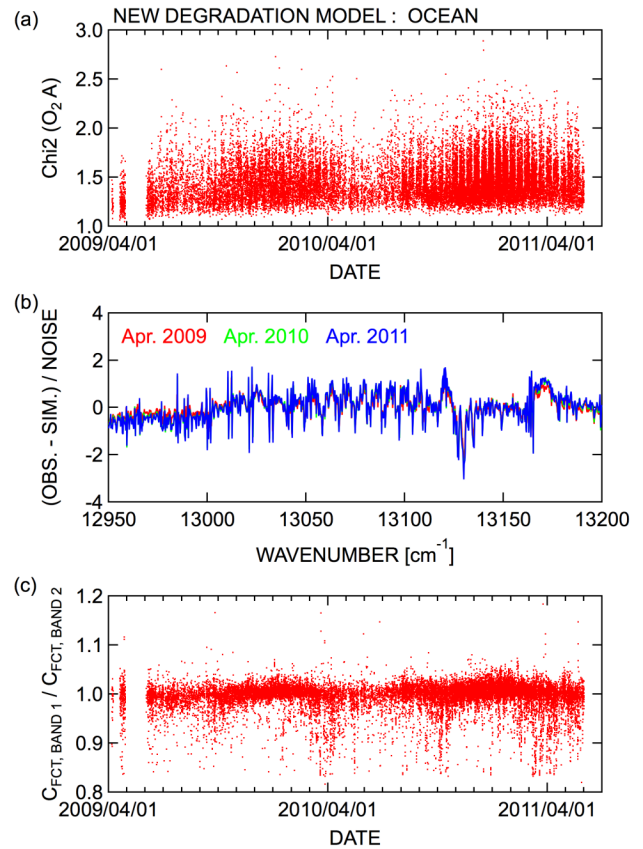 (a) NEW DEGRADATION MODEL : OCEAN
Chi2 (O2 A)
3.0
2.5
2.0
1.5
1.0
2009/04/01 2010/04/01 2011/04/01
DATE
(b)
(OBS. - SIM.) / NOISE
4
2
0
-2
-4
Apr. 2009 Apr. 2010 Apr. 2011
12950 13000 13050 13100 13150 13200
WAVENUMBER [cm-1]
(c)
CFCT, BAND 1 / CFCT, BAND 2
1.2
1.1
1.0
0.9
0.8
2009/04/01 2010/04/01 2011/04/01
DATE